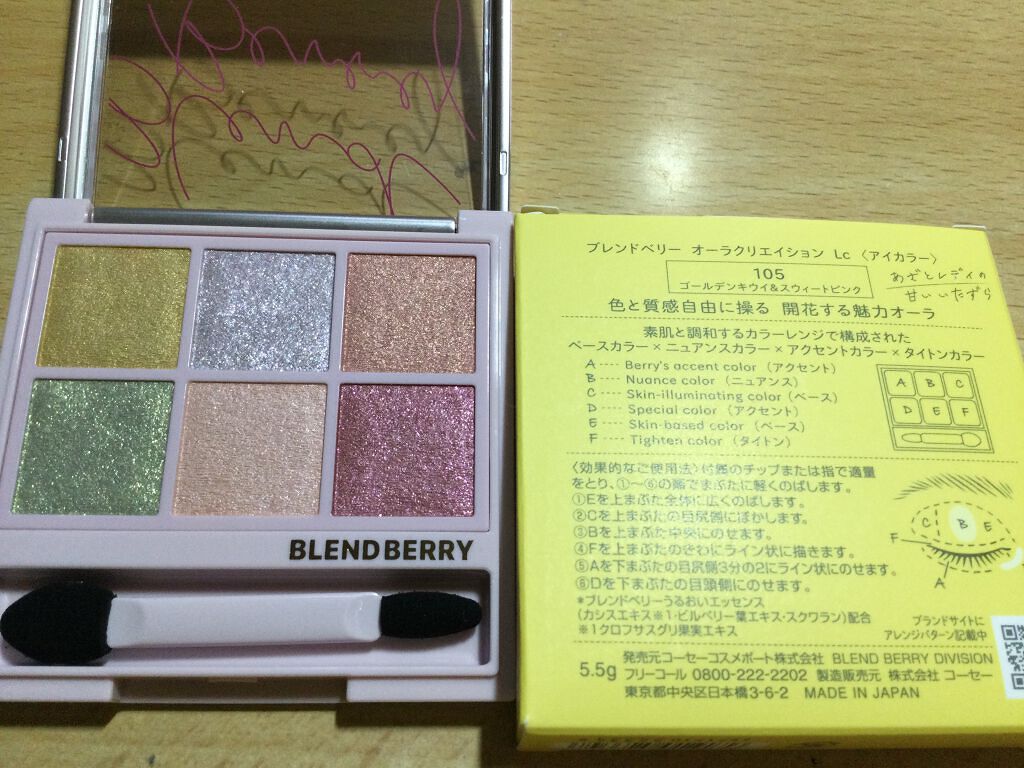 BLEND BERRY
ブレンドベリー オーラクリエイション Lc 〈アイカラー〉
105
ゴールデンキウイ&スウィートピンク
あざとレディの
甘いいたずら
色と質感自由に操る 開花する魅力オーラ
素肌と調和するカラーレンジで構成された
ベースカラー×ニュアンスカラー×アクセントカラー×タイトンカラー
A ---- Berry's accent color (アクセント)
B ---- Nuance color (ニュアンス)
C ---- Skin-illuminating color (ベース)
D ---- Special color (アクセント)
E ---- Skin-based color (ベース)
F ---- Tighten color (タイトン)
A B C
D E F
〈効果的なご使用法〉付属のチップまたは指で適量
をとり、①~⑥の順でまぶたに軽くのばします。
①Eを上まぶた全体に広くのばします。
②Cを上まぶたの目尻側にぼかします。
③Bを上まぶた中央にのせます。
④Fを上まぶたのきわにライン状に描きます。
⑤Aを下まぶたの目尻側3分の2にライン状にのせます。
⑥Dを下まぶたの目頭側にのせます。
C B E
F
A
*ブレンドベリーうるおいエッセンス
(カシスエキス※1・ビルベリー葉エキス・スクワラン)配合
※1クロフサスグリ果実エキス
ブランドサイトに
アレンジパターン記載中
5.5g
発売元コーセーコスメポート株式会社 BLEND BERRY DIVISION
フリーコール 0800-222-2202 製造販売元 株式会社 コーセー
東京都中央区日本橋3-6-2 MADE IN JAPAN